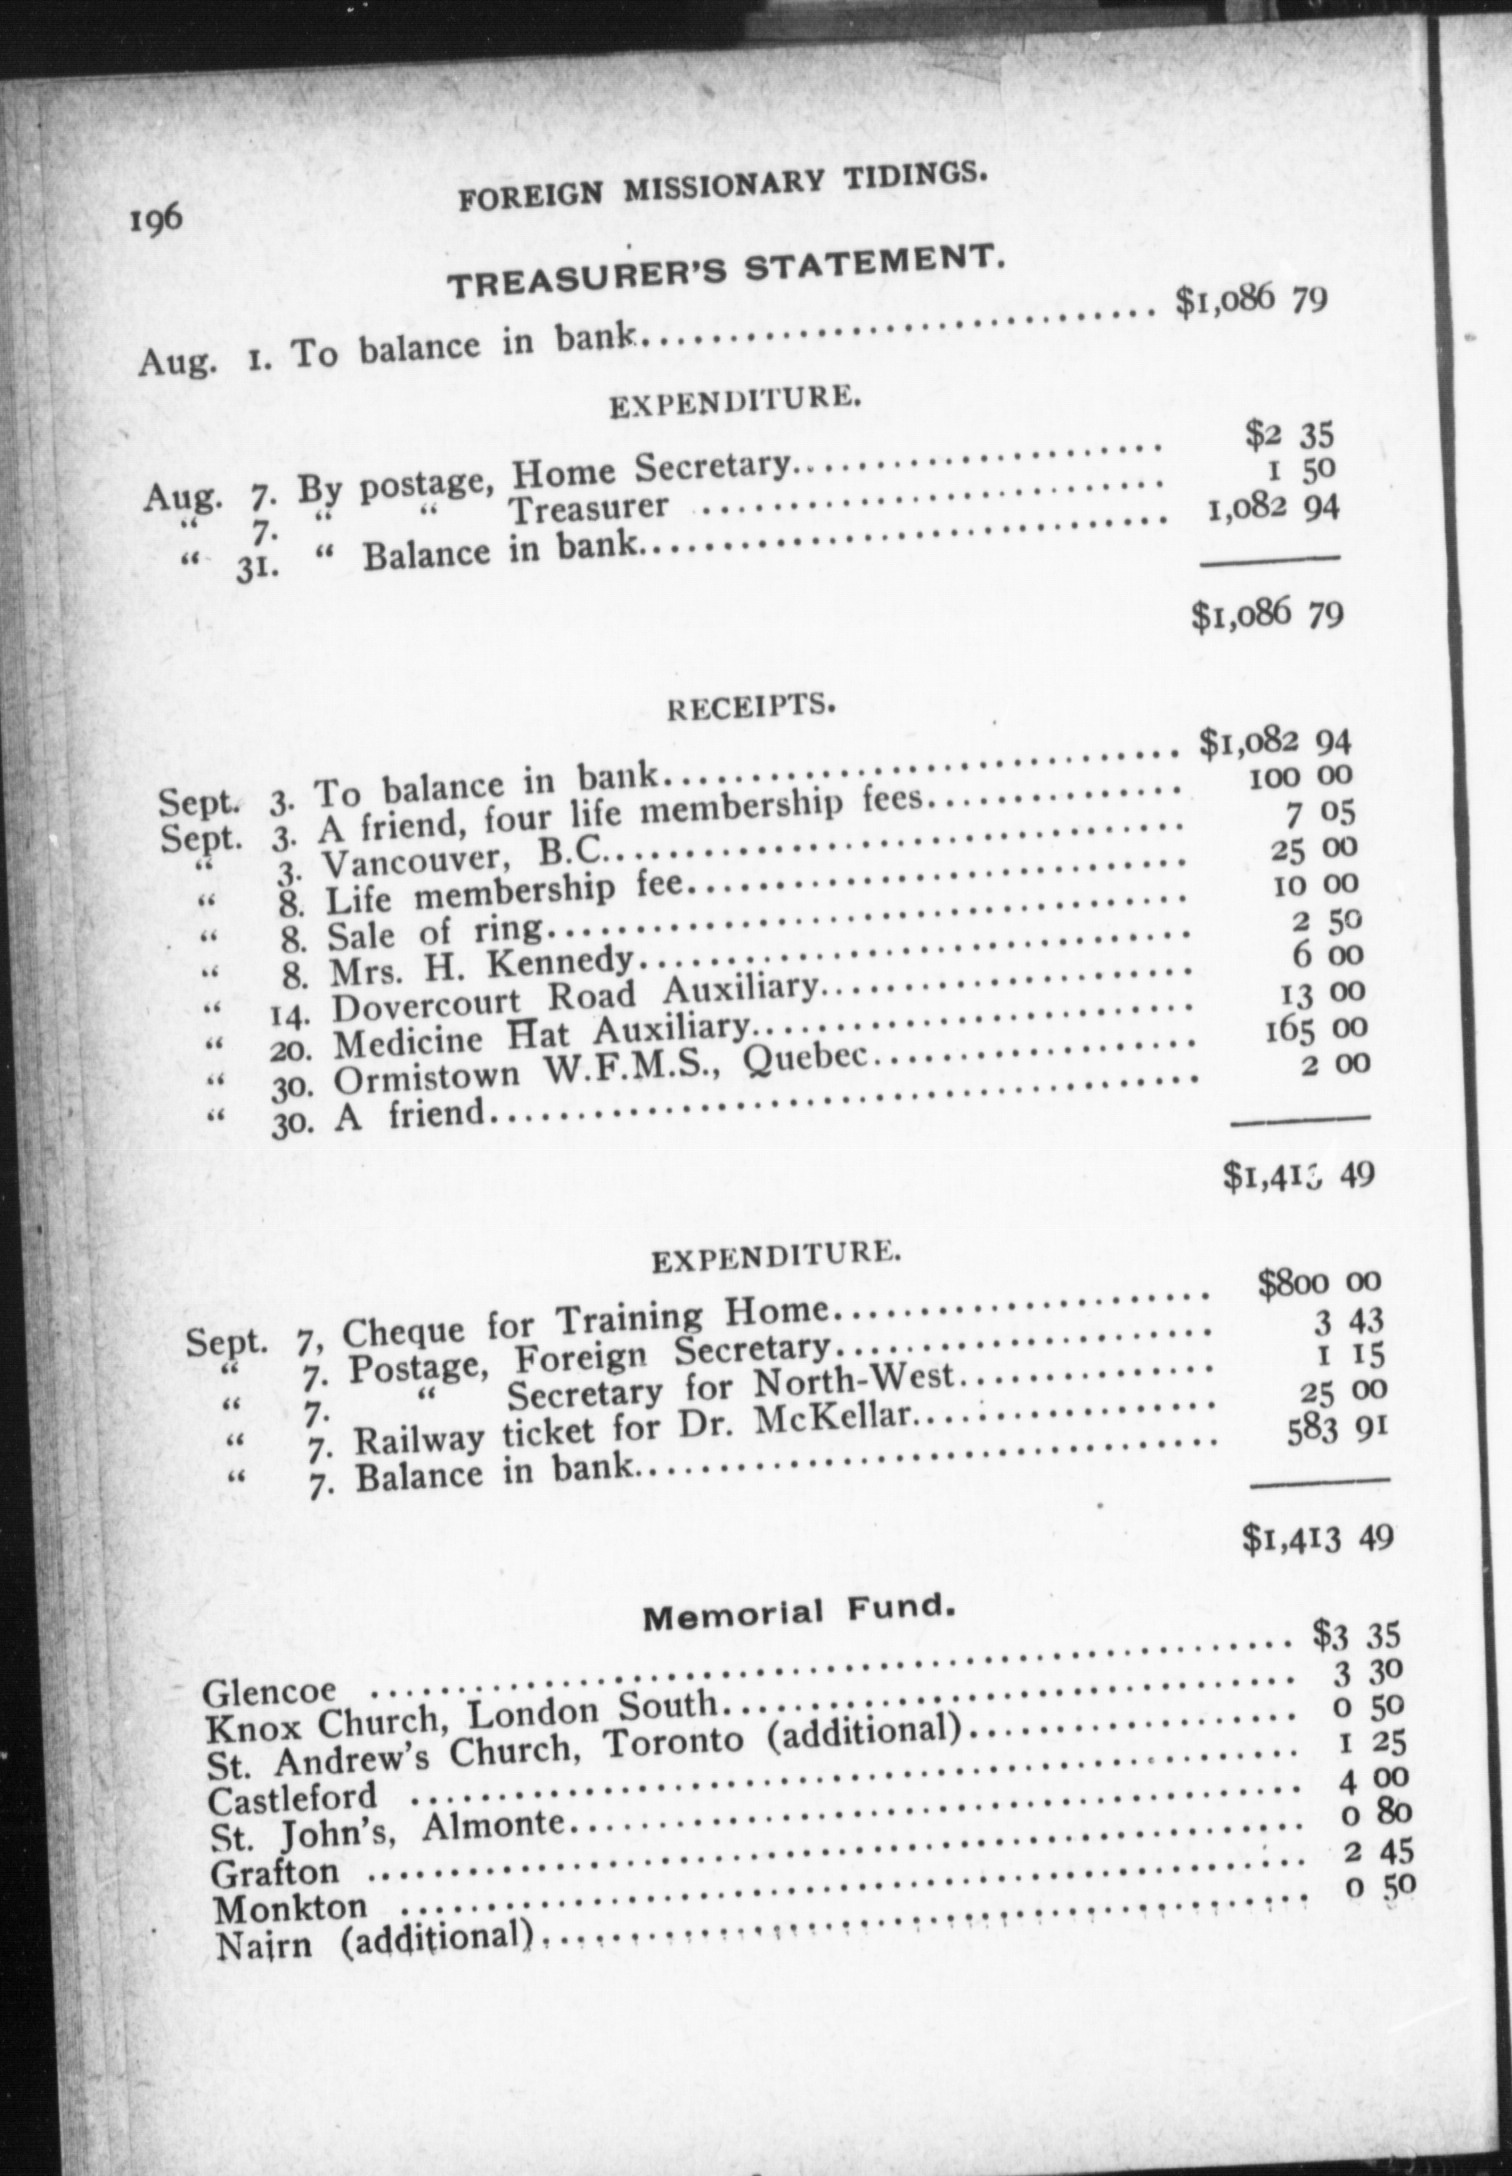 196
FOREIGN MISSIONARY TIDINGS.
TREASURER'S STATEMENT.
Aug. 1. To balance in bank.............................. $1,086 79
EXPENDITURE.
Aug. 7. By postage, Home Secretary...................... $2 35
“ 7. “ “ Treasurer .......................... 1 50
“ 31. “ Balance in bank.............................. 1,082 94
$1,086 79
RECEIPTS.
Sept. 3. To balance in bank.............................. $1,082 94
Sept. 3. A friend, four life membership fees............... 100 00
“ 3. Vancouver, B.C................................. 7 05
“ 8. Life membership fee............................ 25 00
“ 8. Sale of ring.................................... 10 00
“ 8. Mrs. H. Kennedy............................... 2 50
“ 14. Dovercourt Road Auxiliary...................... 6 00
“ 20. Medicine Hat Auxiliary.......................... 13 00
“ 30. Ormistown W.F.M.S., Quebec................... 165 00
“ 30. A friend........................................ 2 00
$1,413 49
EXPENDITURE.
Sept. 7, Cheque for Training Home...................... $800 00
“ 7. Postage, Foreign Secretary...................... 3 43
“ 7. “ Secretary for North-West............... 1 15
“ 7. Railway ticket for Dr. McKellar.................. 25 00
“ 7. Balance in bank................................. 583 91
$1,413 49
Memorial Fund.
Glencoe ...................................................... $3 35
Knox Church, London South.................................. 3 30
St. Andrew's Church, Toronto (additional)................... 0 50
Castleford .................................................... 1 25
St. John's, Almonte........................................... 4 00
Grafton ....................................................... 0 80
Monkton ..................................................... 2 45
Nairn (additional)............................................. 0 50